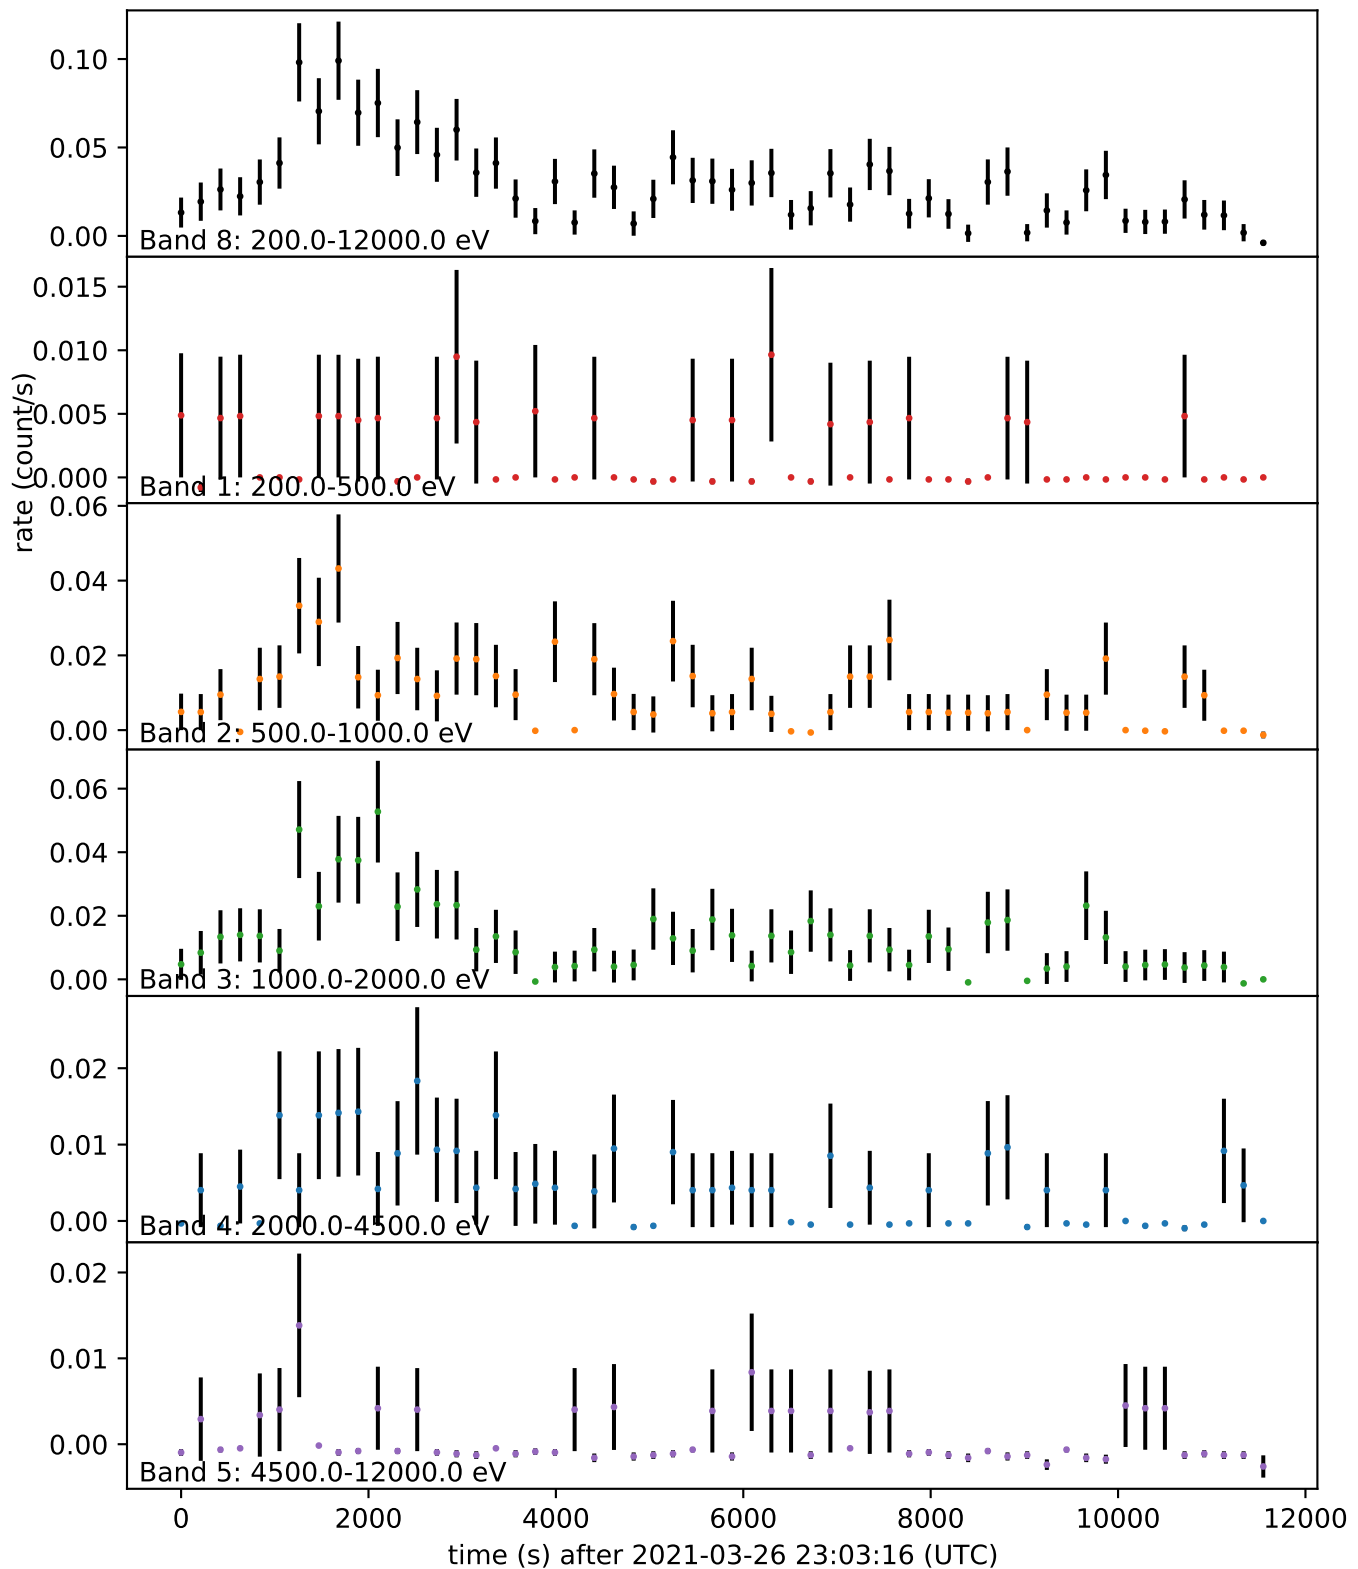 0.10
0.05
0.00
Band 8: 200.0-12000.0 eV
0.015
0.010
0.005
0.000
Band 1: 200.0-500.0 eV
rate (count/s)
0.06
0.04
0.02
0.00
Band 2: 500.0-1000.0 eV
0.06
0.04
0.02
0.00
Band 3: 1000.0-2000.0 eV
0.02
0.01
0.00
Band 4: 2000.0-4500.0 eV
0.02
0.01
0.00
Band 5: 4500.0-12000.0 eV
0 2000 4000 6000 8000 10000 12000
time (s) after 2021-03-26 23:03:16 (UTC)